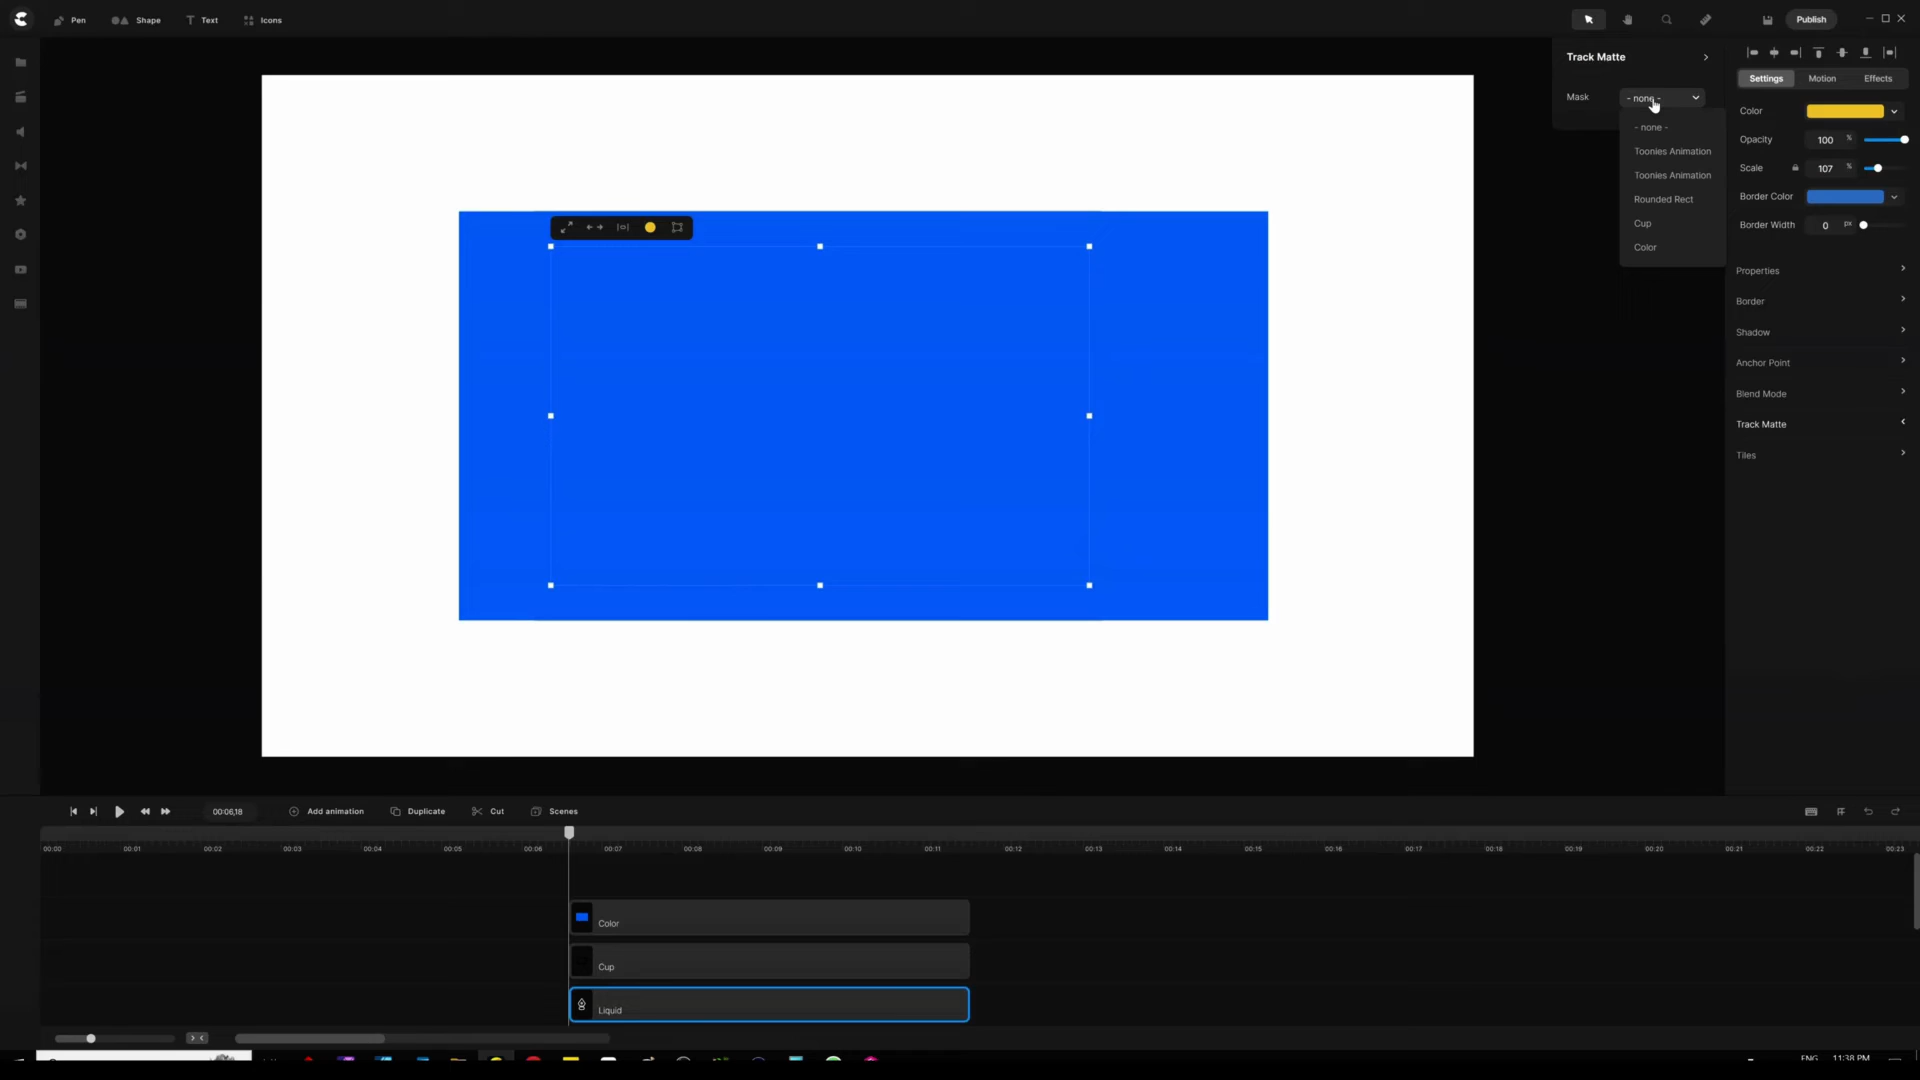 Pen Shape Text Icons Publish
Track Matte
Mask - none -
- none -
Toonies Animation
Toonies Animation
Rounded Rect
Cup
Color
Settings Motion Effects
Color
Opacity 100 %
Scale 107 %
Border Color
Border Width 0 px
Properties
Border
Shadow
Anchor Point
Blend Mode
Track Matte
Tiles
00:06,18 Add animation Duplicate Cut Scenes
00:00 00:01 00:02 00:03 00:04 00:05 00:06 00:07 00:08 00:09 00:10 00:11 00:12 00:13 00:14 00:15 00:16 00:17 00:18 00:19 00:20 00:21 00:22 00:23
Color
Cup
Liquid
ENG 11:38 PM